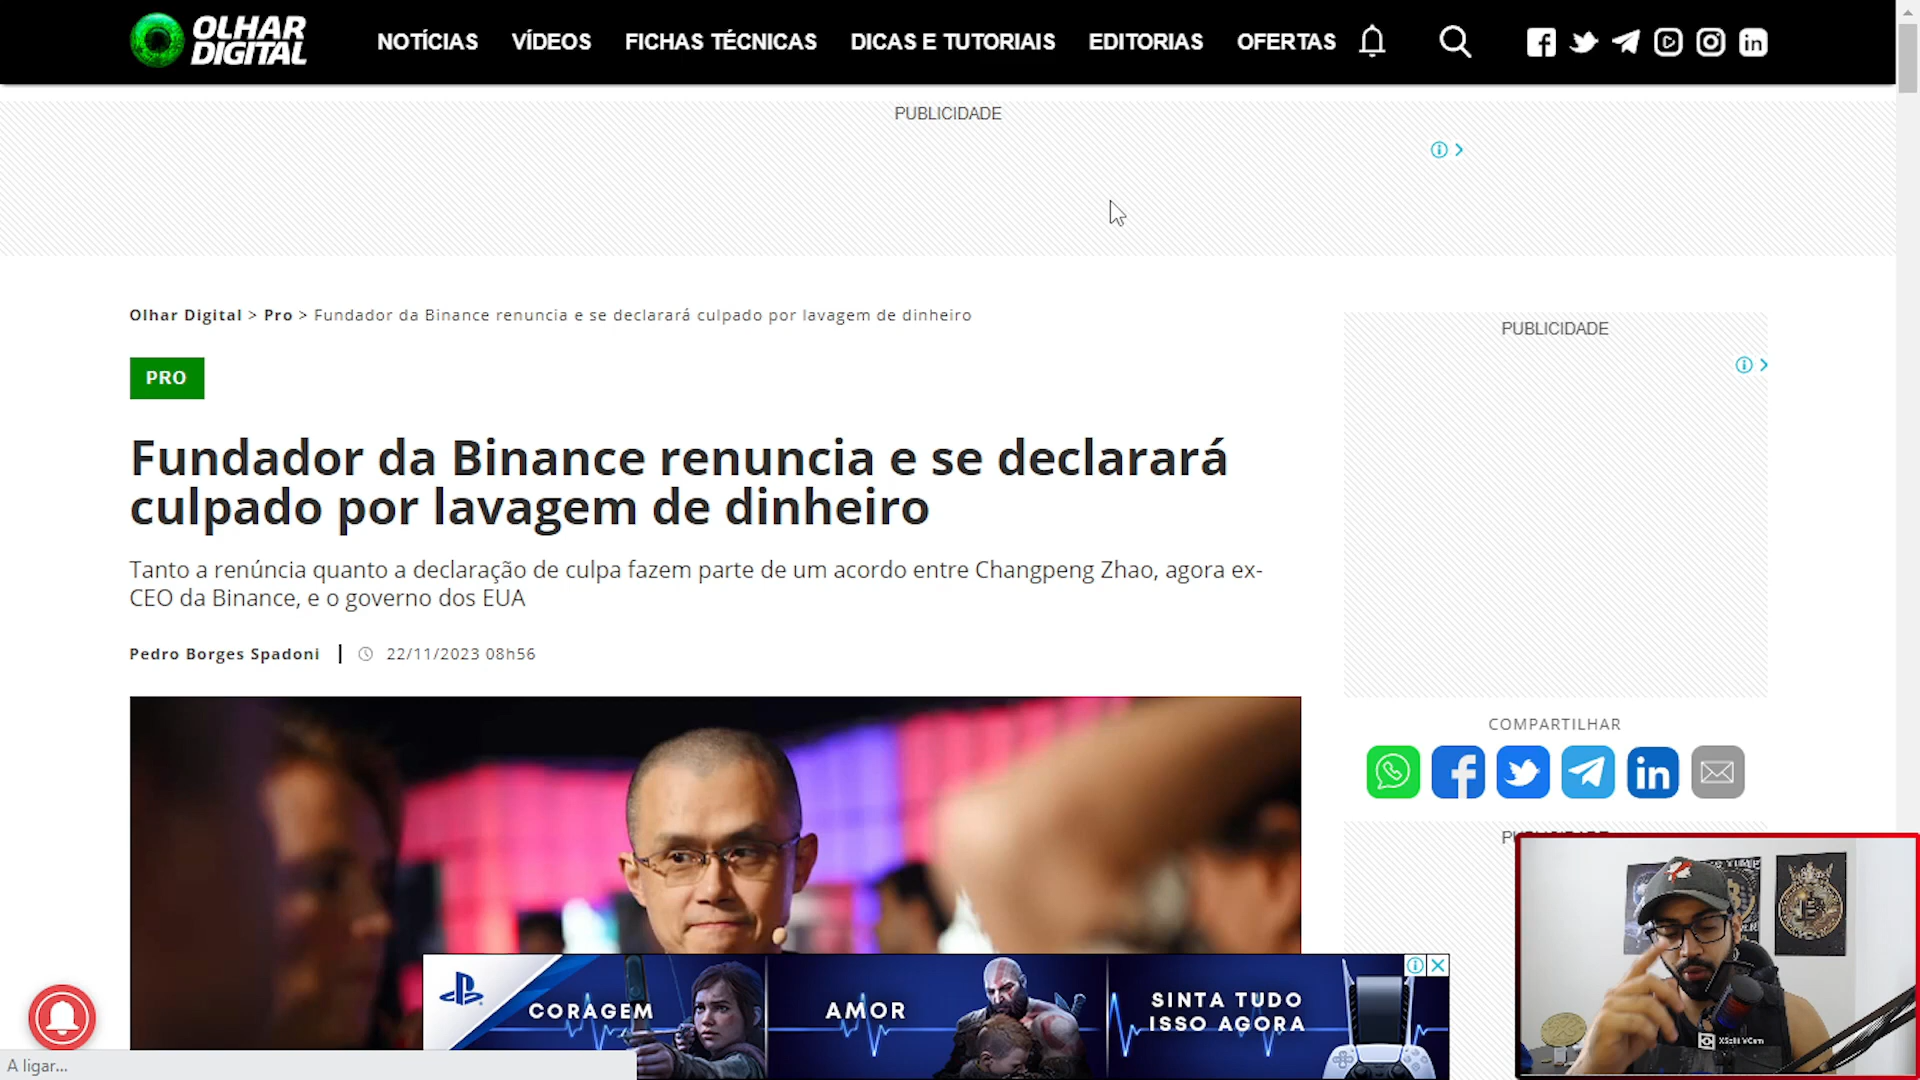 OLHAR
DIGITAL
NOTÍCIAS
VÍDEOS
FICHAS TÉCNICAS
DICAS E TUTORIAIS
EDITORIAS
OFERTAS
PUBLICIDADE
Olhar Digital > Pro > Fundador da Binance renuncia e se declarará culpado por lavagem de dinheiro
PUBLICIDADE
PRO
Fundador da Binance renuncia e se declarará
culpado por lavagem de dinheiro
Tanto a renúncia quanto a declaração de culpa fazem parte de um acordo entre Changpeng Zhao, agora ex-
CEO da Binance, e o governo dos EUA
Pedro Borges Spadoni
22/11/2023 08h56
COMPARTILHAR
CORAGEM
AMOR
SINTA TUDO
ISSO AGORA
XSplit VCam
A ligar...